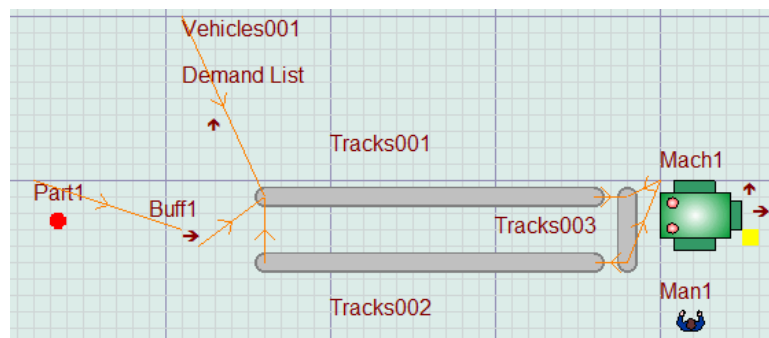 Vehicles001
Demand List
Tracks001
Mach1
Part1
Buff1
Tracks003
Tracks002
Man1